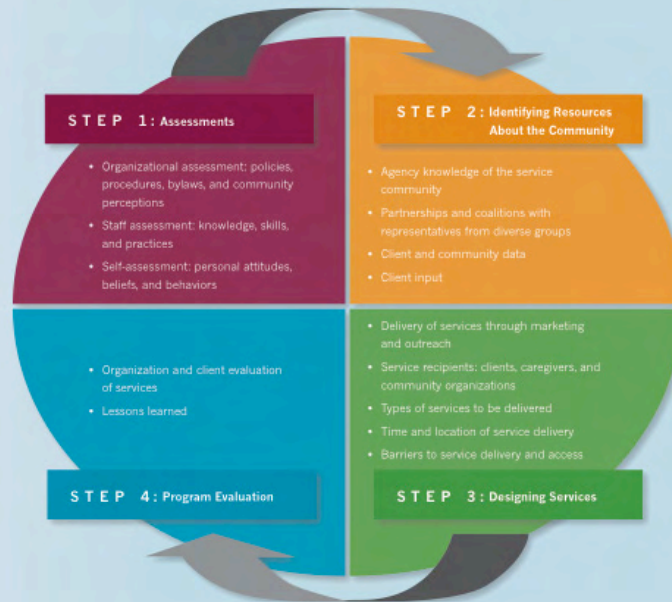 STEP 1: Assessments
• Organizational assessment: policies,
procedures, bylaws, and community
perceptions
• Staff assessment: knowledge, skills,
and practices
• Self-assessment: personal attitudes,
beliefs, and behaviors
STEP 2: Identifying Resources
About the Community
• Agency knowledge of the service
community
• Partnerships and coalitions with
representatives from diverse groups
• Client and community data
• Client input
• Delivery of services through marketing
and outreach
• Service recipients: clients, caregivers, and
community organizations
• Types of services to be delivered
• Time and location of service delivery
• Barriers to service delivery and access
STEP 3: Designing Services
• Organization and client evaluation
of services
• Lessons learned
STEP 4: Program Evaluation